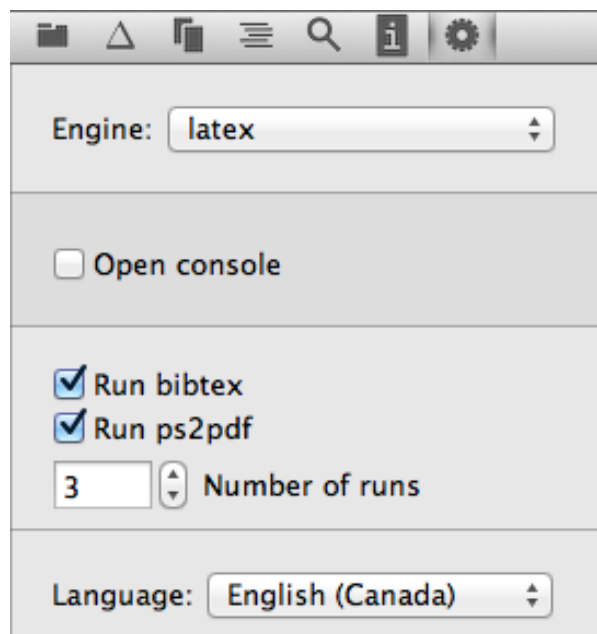 Engine: latex
Open console
Run bibtex
Run ps2pdf
3 Number of runs
Language: English (Canada)